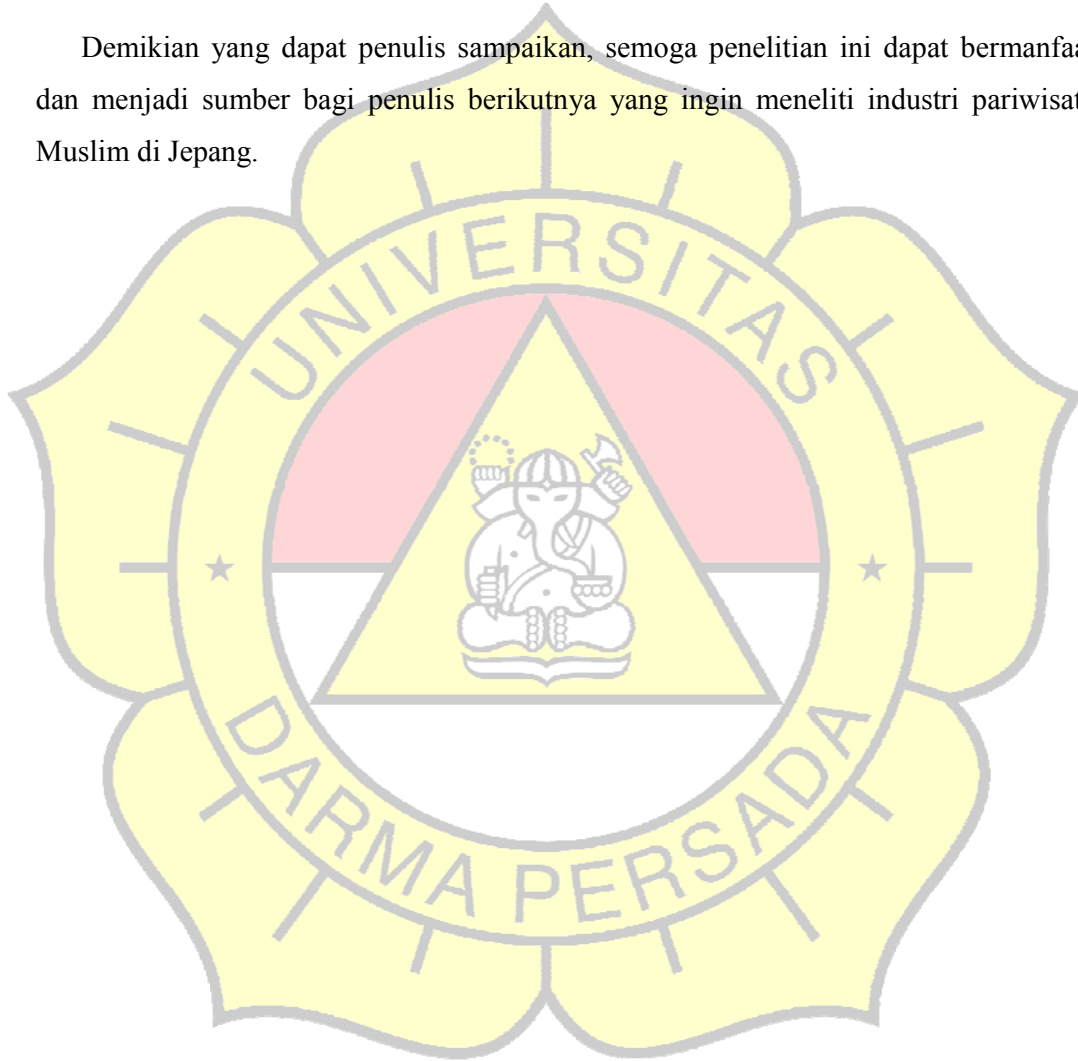 Demikian yang dapat penulis sampaikan, semoga penelitian ini dapat bermanfaa
dan menjadi sumber bagi penulis berikutnya yang ingin meneliti industri pariwisat
Muslim di Jepang.
UNIVERSITAS
DARMA PERSADA